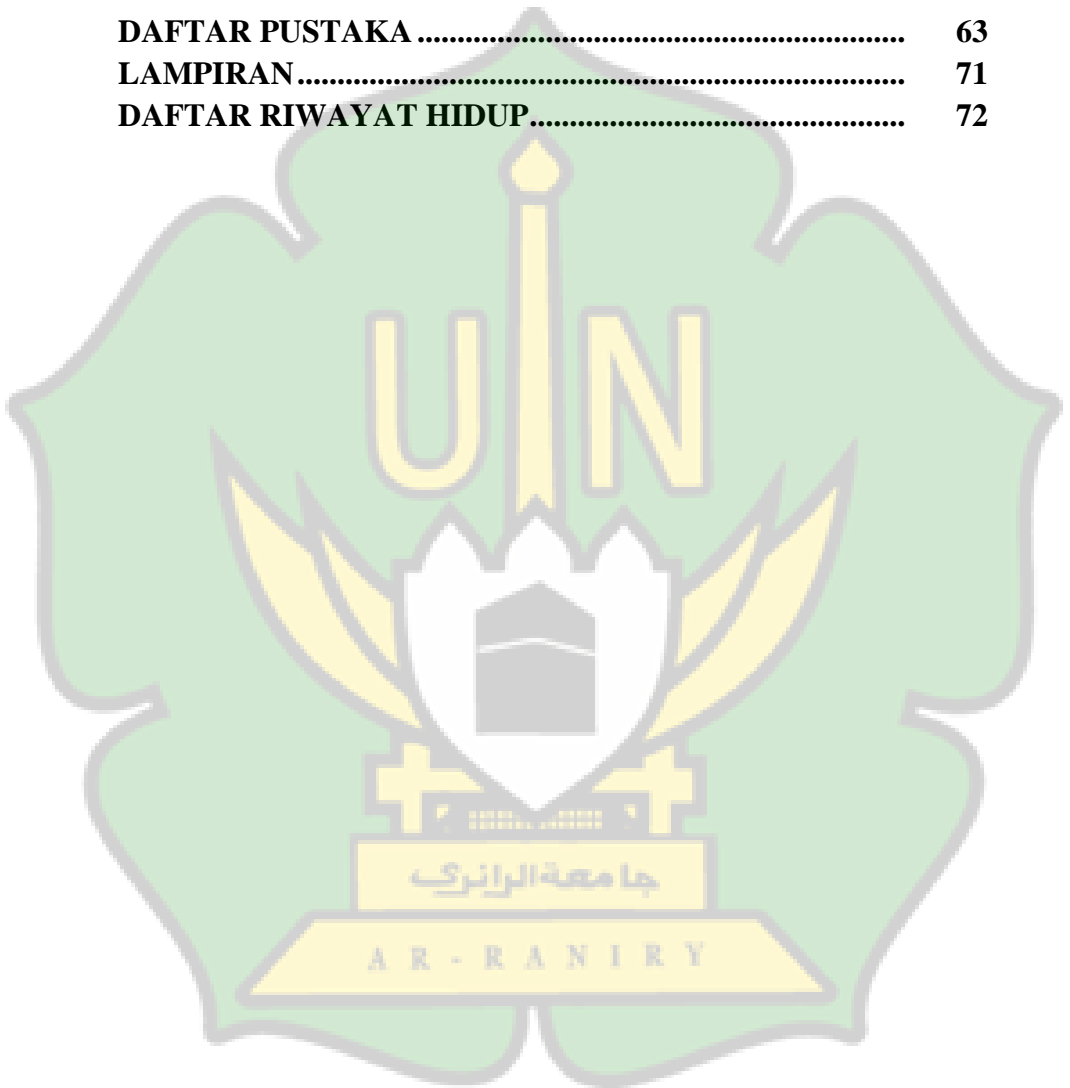 DAFTAR PUSTAKA ............................................................. 63
LAMPIRAN............................................................................ 71
DAFTAR RIWAYAT HIDUP............................................... 72
UIN
جامعة الرانري
AR-RANIRY